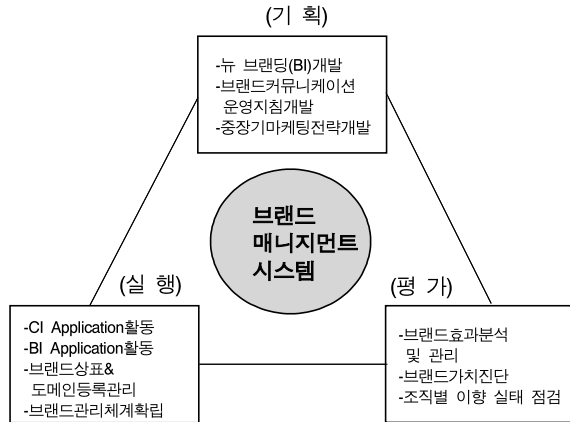 (기 획)
-뉴 브랜딩(BI)개발
-브랜드커뮤니케이션
운영지침개발
-중장기마케팅전략개발
브랜드
매니지먼트
시스템
(실 행)
-CI Application활동
-BI Application활동
-브랜드상표&
도메인등록관리
-브랜드관리체계확립
(평 가)
-브랜드효과분석
및 관리
-브랜드가치진단
-조직별 이향 실태 점검